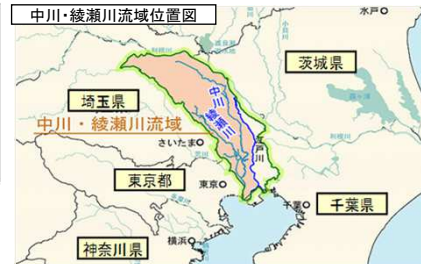 中川・綾瀬川流域位置図
水戸
茨城県
埼玉県
中川
綾瀬川
中川・綾瀬川流域
江戸川
さいたま
東京都
東京
千葉
千葉県
神奈川県
横浜